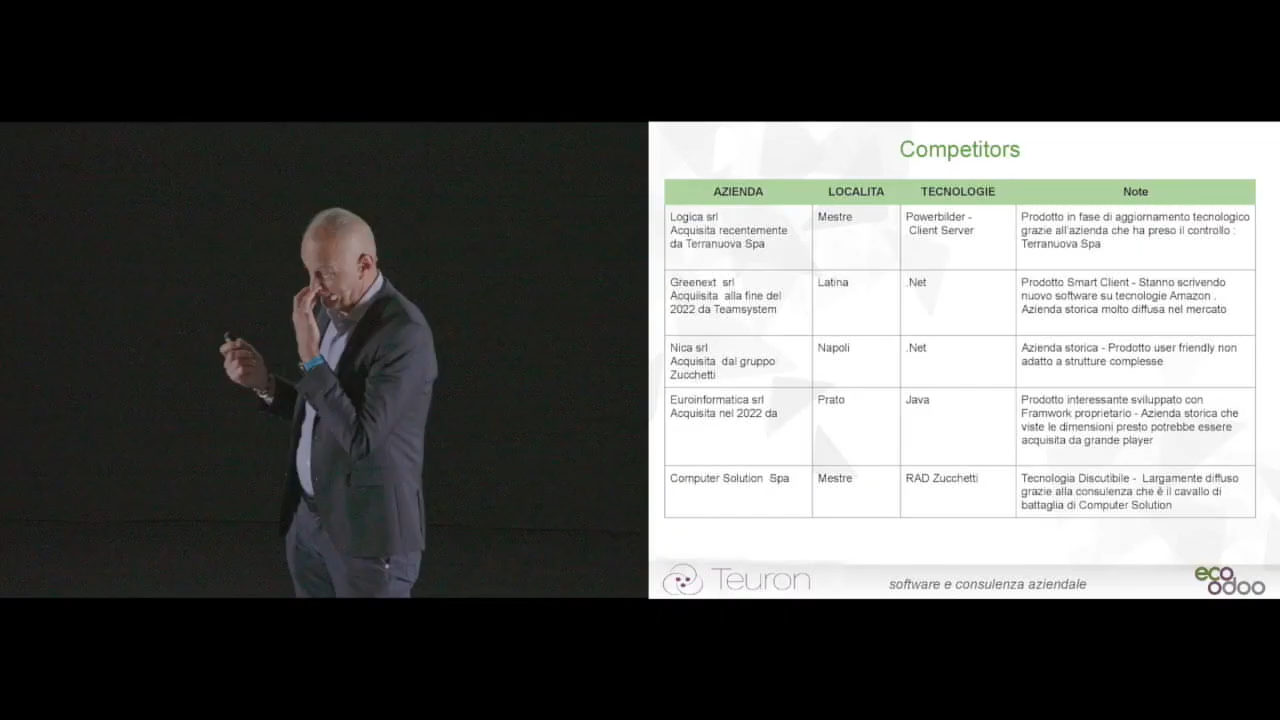 Competitors
AZIENDA LOCALITA TECNOLOGIE Note
Logica srl
Acquisita recentemente
da Terranuova Spa
Mestre
Powerbilder -
Client Server
Prodotto in fase di aggiornamento tecnologico
grazie all'azienda che ha preso il controllo :
Terranuova Spa
Greenext srl
Acquiisita alla fine del
2022 da Teamsystem
Latina
.Net
Prodotto Smart Client - Stanno scrivendo
nuovo software su tecnologie Amazon .
Azienda storica molto diffusa nel mercato
Nica srl
Acquisita dal gruppo
Zucchetti
Napoli
.Net
Azienda storica - Prodotto user friendly non
adatto a strutture complesse
Euroinformatica srl
Acquisita nel 2022 da
Prato
Java
Prodotto interessante sviluppato con
Framwork proprietario - Azienda storica che
viste le dimensioni presto potrebbe essere
acquisita da grande player
Computer Solution Spa
Mestre
RAD Zucchetti
Tecnologia Discutibile - Largamente diffuso
grazie alla consulenza che è il cavallo di
battaglia di Computer Solution
Teuron
software e consulenza aziendale
eco
odoo